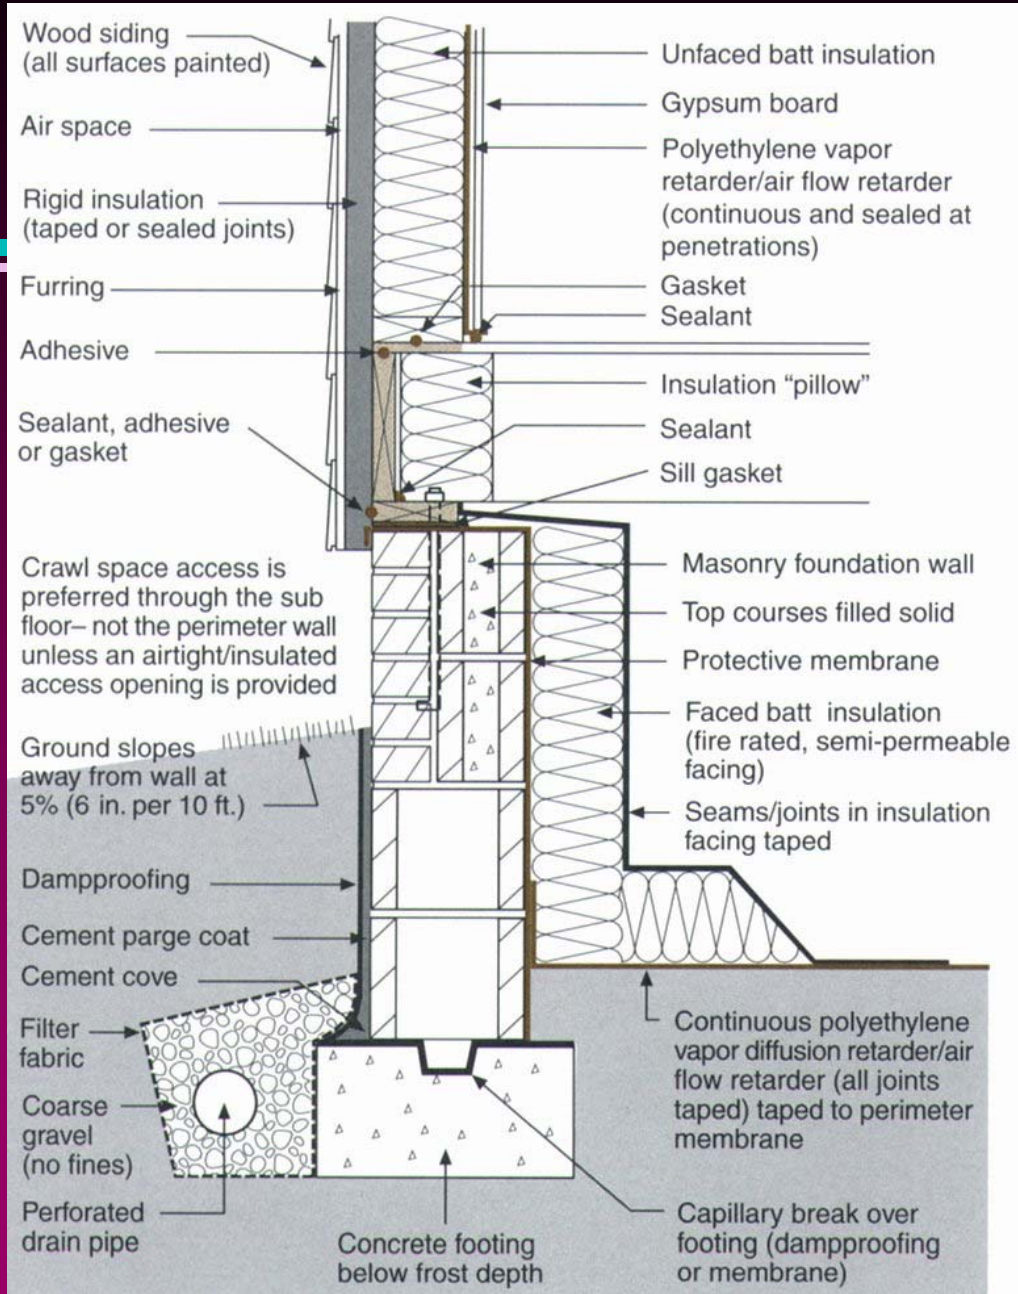 Wood siding
(all surfaces painted)
Air space
Rigid insulation
(taped or sealed joints)
Furring
Adhesive
Sealant, adhesive
or gasket
Crawl space access is
preferred through the sub
floor– not the perimeter wall
unless an airtight/insulated
access opening is provided
Ground slopes
away from wall at
5% (6 in. per 10 ft.)
Dampproofing
Cement parge coat
Cement cove
Filter
fabric
Coarse
gravel
(no fines)
Perforated
drain pipe
Concrete footing
below frost depth
Unfaced batt insulation
Gypsum board
Polyethylene vapor
retarder/air flow retarder
(continuous and sealed at
penetrations)
Gasket
Sealant
Insulation “pillow”
Sealant
Sill gasket
Masonry foundation wall
Top courses filled solid
Protective membrane
Faced batt insulation
(fire rated, semi-permeable
facing)
Seams/joints in insulation
facing taped
Continuous polyethylene
vapor diffusion retarder/air
flow retarder (all joints
taped) taped to perimeter
membrane
Capillary break over
footing (dampproofing
or membrane)